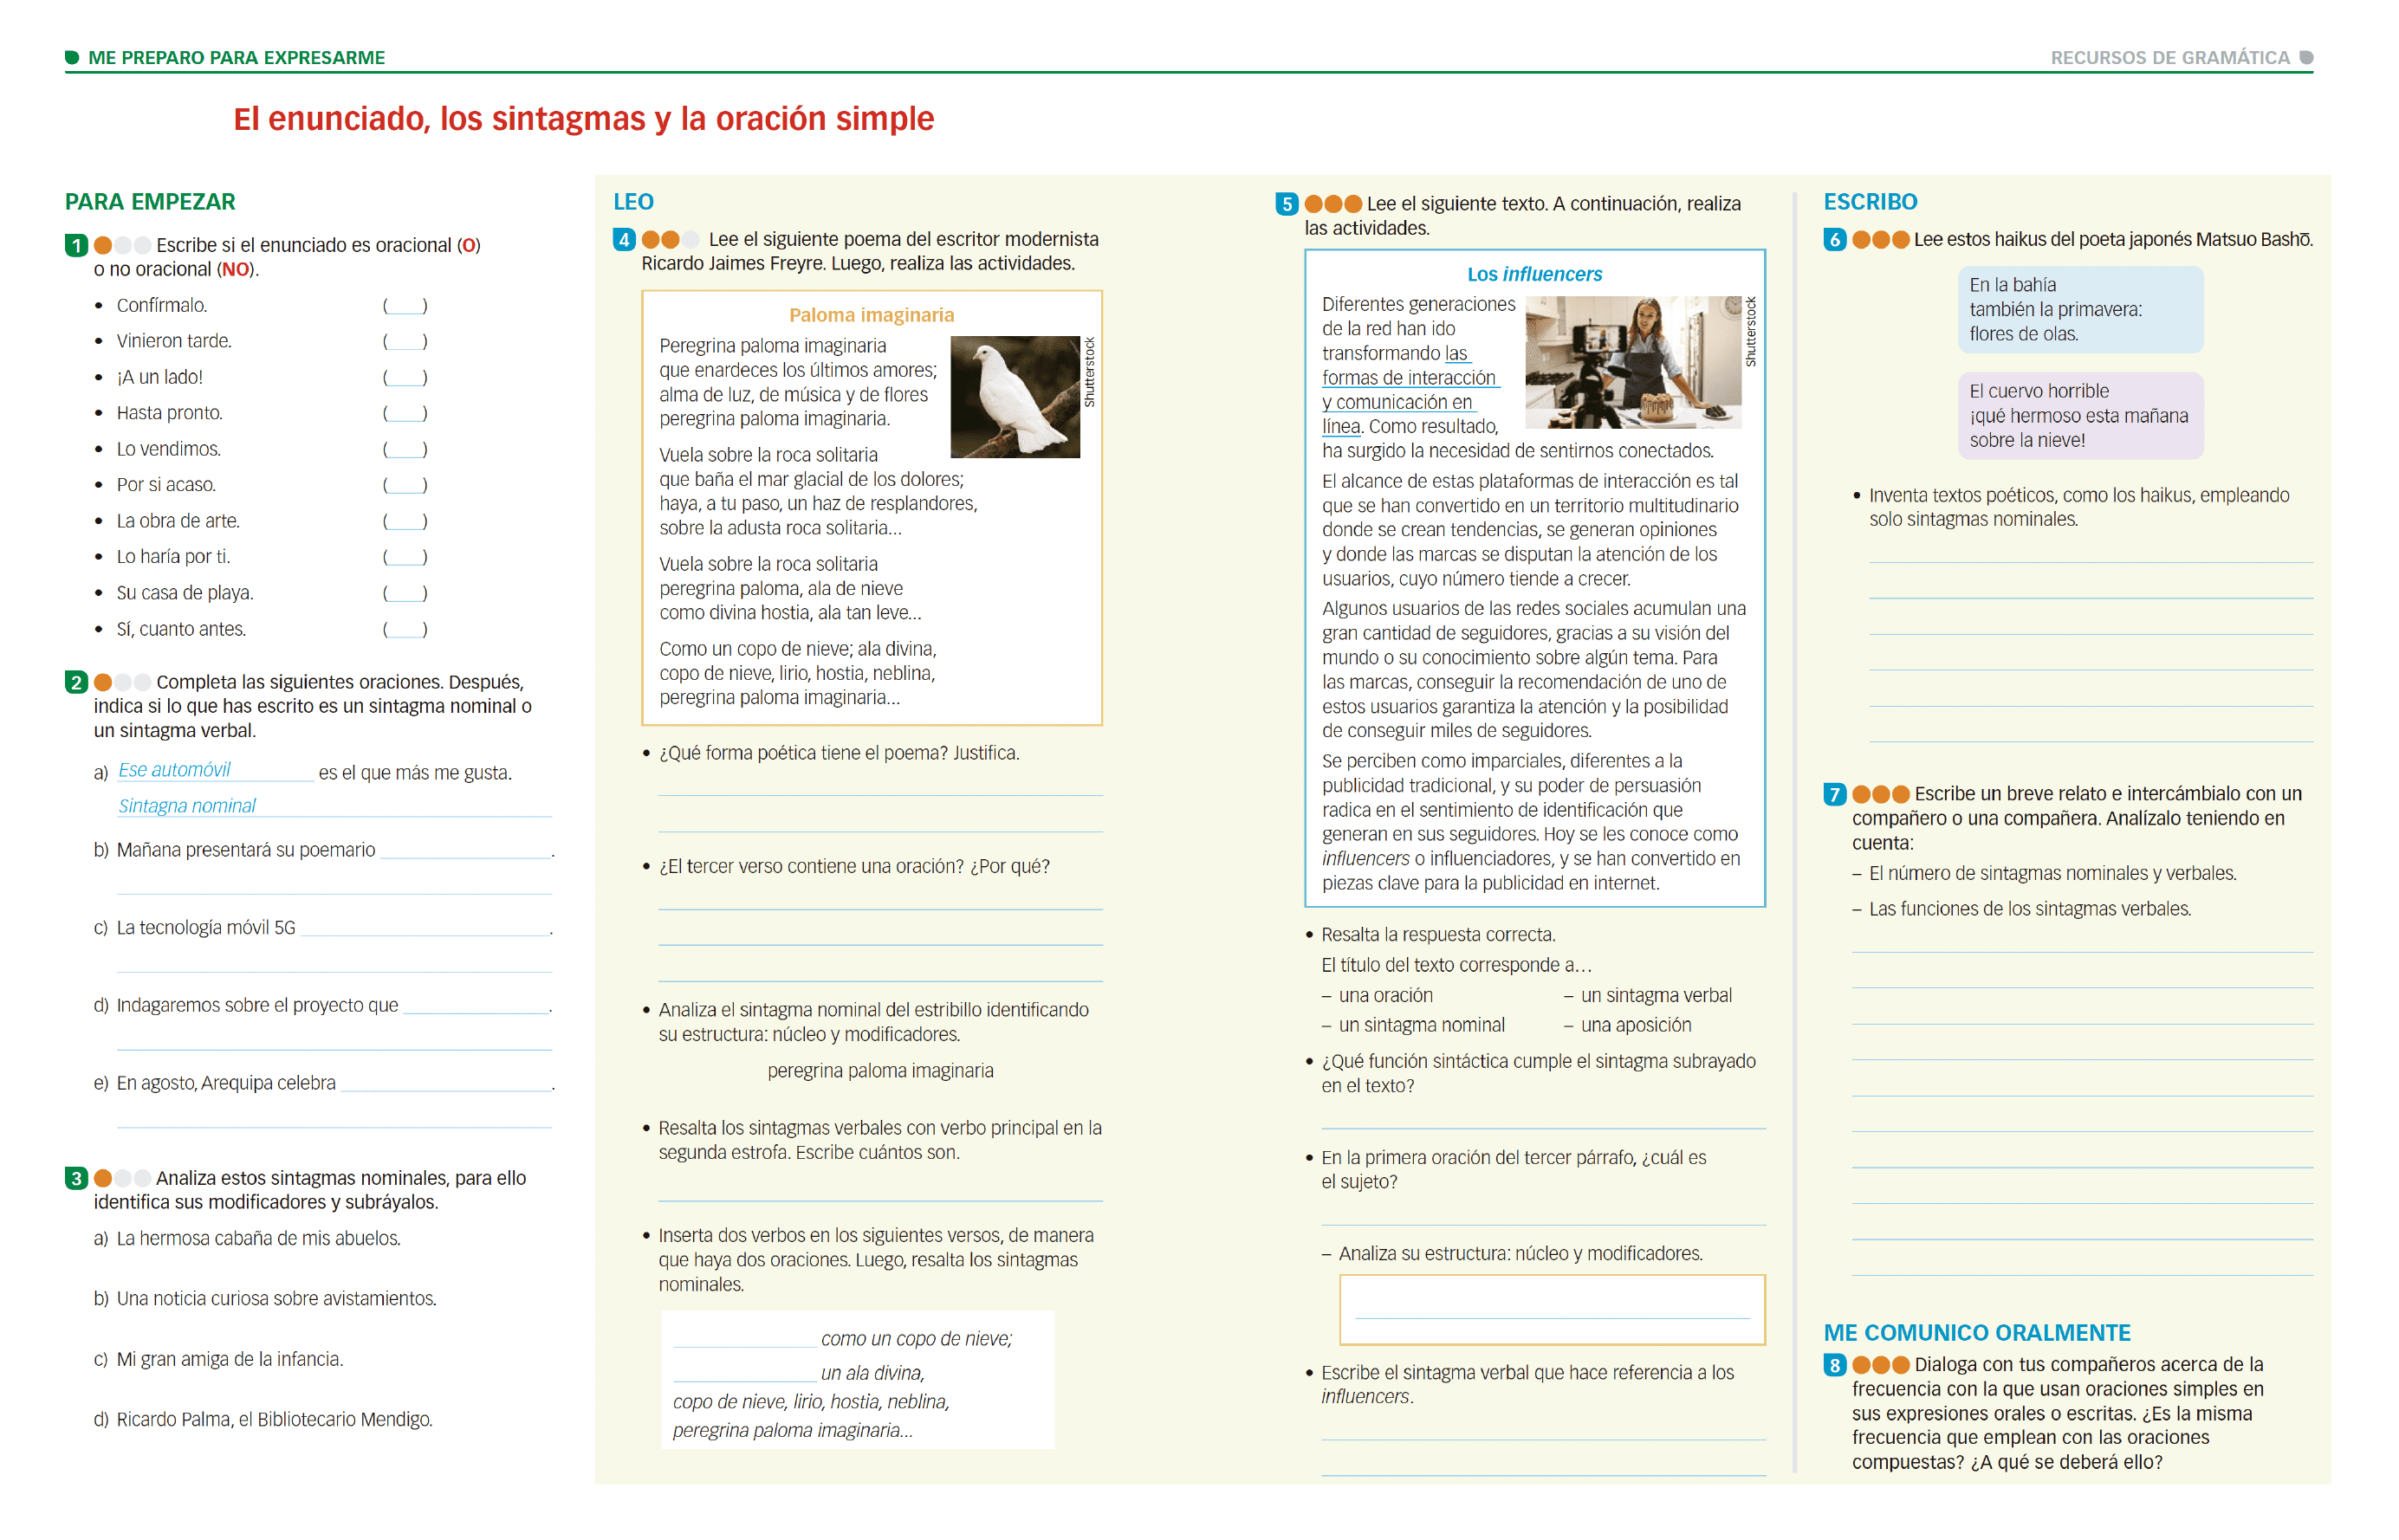 ME PREPARO PARA EXPRESARME
RECURSOS DE GRAMÁTICA
El enunciado, los sintagmas y la oración simple
PARA EMPEZAR
1 Escribe si el enunciado es oracional (O)
o no oracional (NO).
• Confírmalo. (____)
• Vinieron tarde. (____)
• ¡A un lado! (____)
• Hasta pronto. (____)
• Lo vendimos. (____)
• Por si acaso. (____)
• La obra de arte. (____)
• Lo haría por ti. (____)
• Su casa de playa. (____)
• Sí, cuanto antes. (____)
2 Completa las siguientes oraciones. Después,
indica si lo que has escrito es un sintagma nominal o
un sintagma verbal.
a) Ese automóvil es el que más me gusta.
Sintagna nominal
b) Mañana presentará su poemario ____.
c) La tecnología móvil 5G ____.
d) Indagaremos sobre el proyecto que ____.
e) En agosto, Arequipa celebra ____.
3 Analiza estos sintagmas nominales, para ello
identifica sus modificadores y subráyalos.
a) La hermosa cabaña de mis abuelos.
b) Una noticia curiosa sobre avistamientos.
c) Mi gran amiga de la infancia.
d) Ricardo Palma, el Bibliotecario Mendigo.
LEO
4 Lee el siguiente poema del escritor modernista
Ricardo Jaimes Freyre. Luego, realiza las actividades.
Paloma imaginaria
Peregrina paloma imaginaria
que enardeces los últimos amores;
alma de luz, de música y de flores
peregrina paloma imaginaria.
Shutterstock
Vuela sobre la roca solitaria
que baña el mar glacial de los dolores;
haya, a tu paso, un haz de resplandores,
sobre la adusta roca solitaria...
Vuela sobre la roca solitaria
peregrina paloma, ala de nieve
como divina hostia, ala tan leve...
Como un copo de nieve; ala divina,
copo de nieve, lirio, hostia, neblina,
peregrina paloma imaginaria...
• ¿Qué forma poética tiene el poema? Justifica.
• ¿El tercer verso contiene una oración? ¿Por qué?
• Analiza el sintagma nominal del estribillo identificando
su estructura: núcleo y modificadores.
peregrina paloma imaginaria
• Resalta los sintagmas verbales con verbo principal en la
segunda estrofa. Escribe cuántos son.
• Inserta dos verbos en los siguientes versos, de manera
que haya dos oraciones. Luego, resalta los sintagmas
nominales.
____ como un copo de nieve;
____ un ala divina,
copo de nieve, lirio, hostia, neblina,
peregrina paloma imaginaria...
5 Lee el siguiente texto. A continuación, realiza
las actividades.
Los influencers
Diferentes generaciones
de la red han ido
transformando las
formas de interacción
y comunicación en
línea. Como resultado,
ha surgido la necesidad de sentirnos conectados.
Shutterstock
El alcance de estas plataformas de interacción es tal
que se han convertido en un territorio multitudinario
donde se crean tendencias, se generan opiniones
y donde las marcas se disputan la atención de los
usuarios, cuyo número tiende a crecer.
Algunos usuarios de las redes sociales acumulan una
gran cantidad de seguidores, gracias a su visión del
mundo o su conocimiento sobre algún tema. Para
las marcas, conseguir la recomendación de uno de
estos usuarios garantiza la atención y la posibilidad
de conseguir miles de seguidores.
Se perciben como imparciales, diferentes a la
publicidad tradicional, y su poder de persuasión
radica en el sentimiento de identificación que
generan en sus seguidores. Hoy se les conoce como
influencers o influenciadores, y se han convertido en
piezas clave para la publicidad en internet.
• Resalta la respuesta correcta.
El título del texto corresponde a...
– una oración – un sintagma verbal
– un sintagma nominal – una aposición
• ¿Qué función sintáctica cumple el sintagma subrayado
en el texto?
• En la primera oración del tercer párrafo, ¿cuál es
el sujeto?
– Analiza su estructura: núcleo y modificadores.
• Escribe el sintagma verbal que hace referencia a los
influencers.
ESCRIBO
6 Lee estos haikus del poeta japonés Matsuo Bashō.
En la bahía
también la primavera:
flores de olas.
El cuervo horrible
¡qué hermoso esta mañana
sobre la nieve!
• Inventa textos poéticos, como los haikus, empleando
solo sintagmas nominales.
7 Escribe un breve relato e intercámbialo con un
compañero o una compañera. Analízalo teniendo en
cuenta:
– El número de sintagmas nominales y verbales.
– Las funciones de los sintagmas verbales.
ME COMUNICO ORALMENTE
8 Dialoga con tus compañeros acerca de la
frecuencia con la que usan oraciones simples en
sus expresiones orales o escritas. ¿Es la misma
frecuencia que emplean con las oraciones
compuestas? ¿A qué se deberá ello?